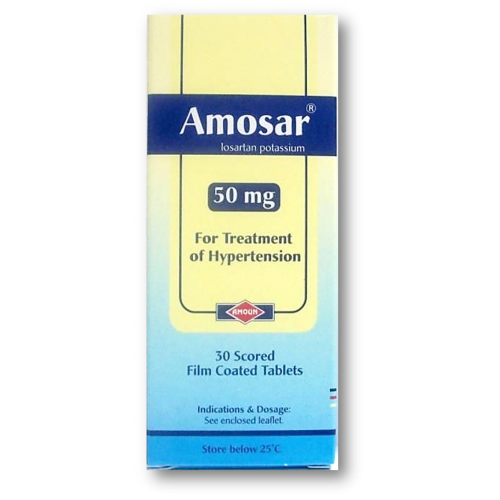 Amosar®
losartan potassium
50 mg
For Treatment
of Hypertension
AMOUN
30 Scored
Film Coated Tablets
Indications & Dosage:
See enclosed leaflet.
Store below 25°C.